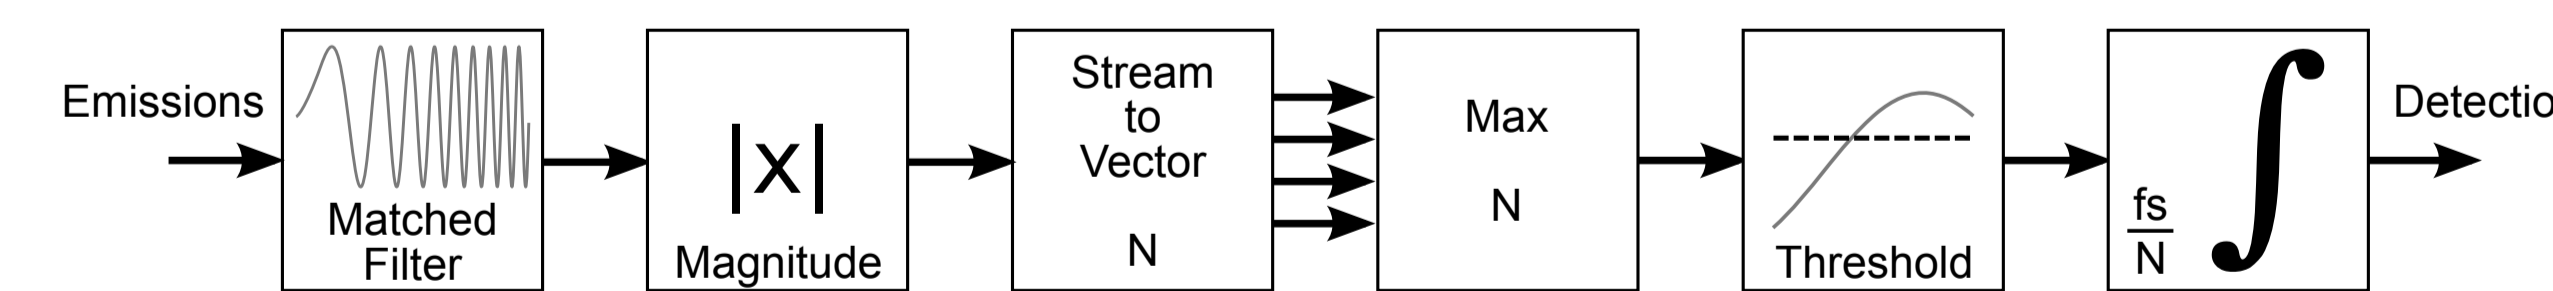 Emissions
Matched
Filter
|x|
Magnitude
Stream
to
Vector
N
Max
N
Threshold
fs
N
∫
Detectio